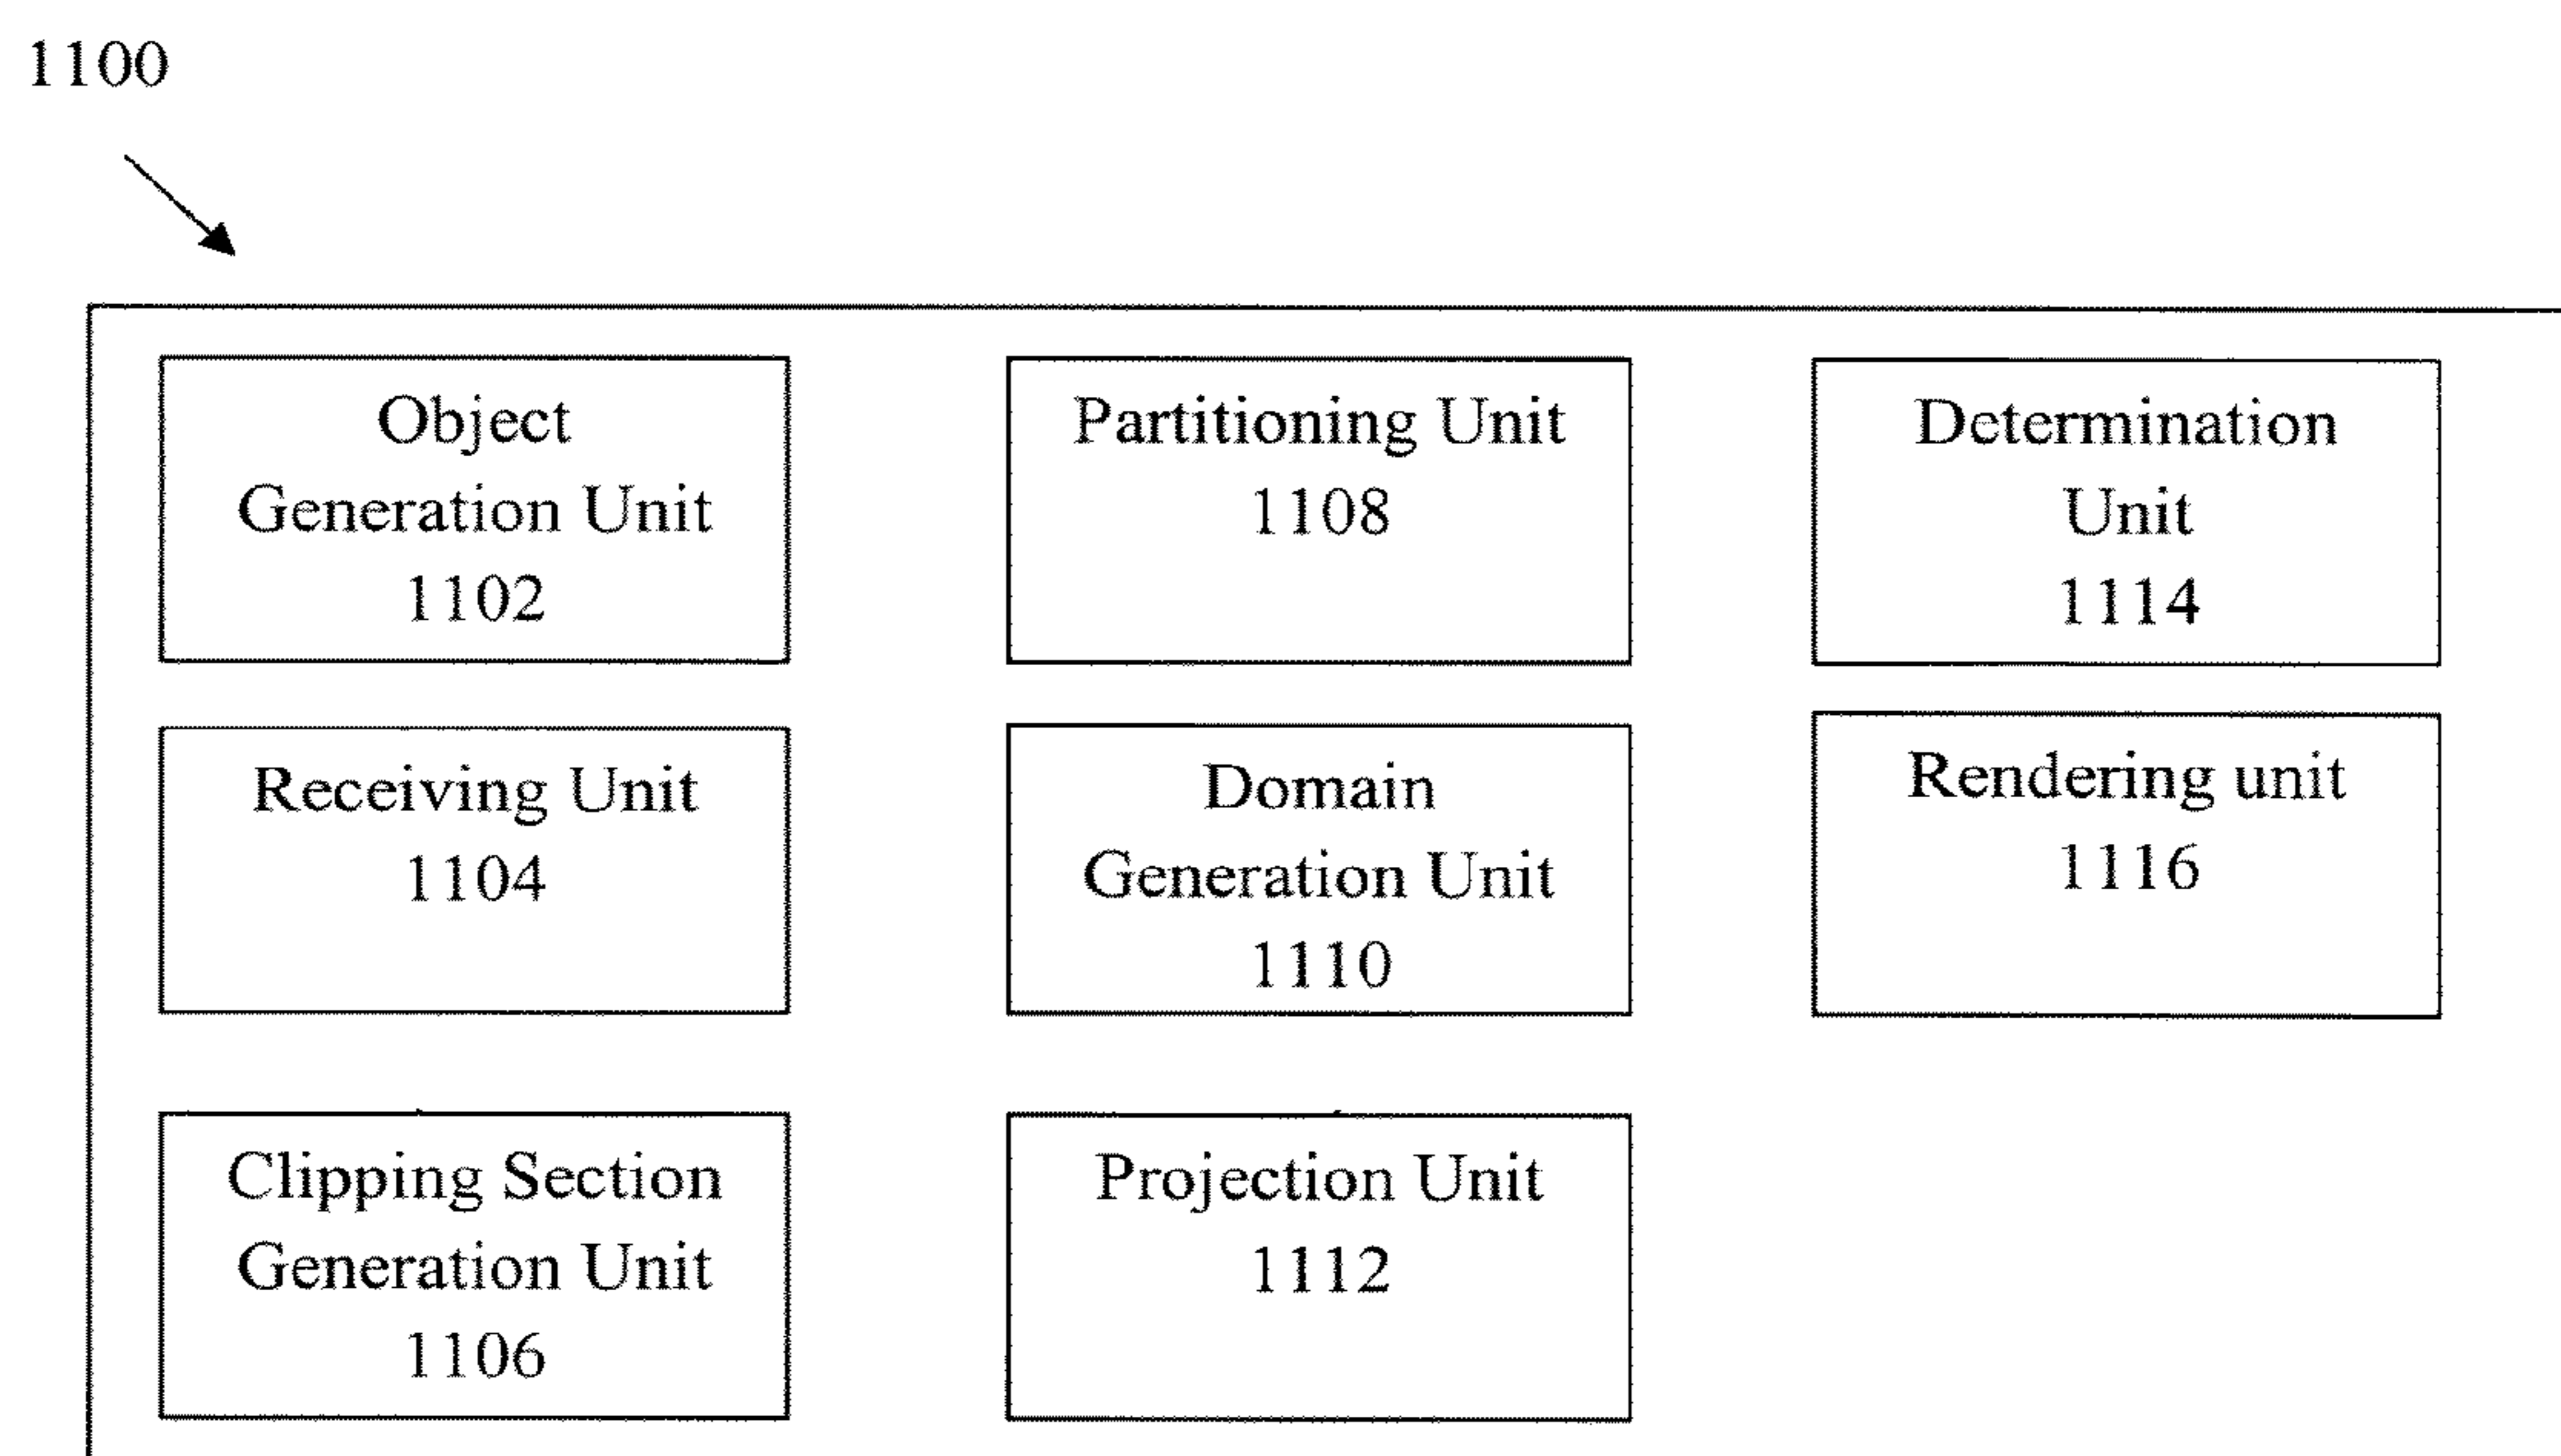 1100
Object
Generation Unit
1102
Receiving Unit
1104
Clipping Section
Generation Unit
1106
Partitioning Unit
1108
Domain
Generation Unit
1110
Projection Unit
1112
Determination
Unit
1114
Rendering unit
1116